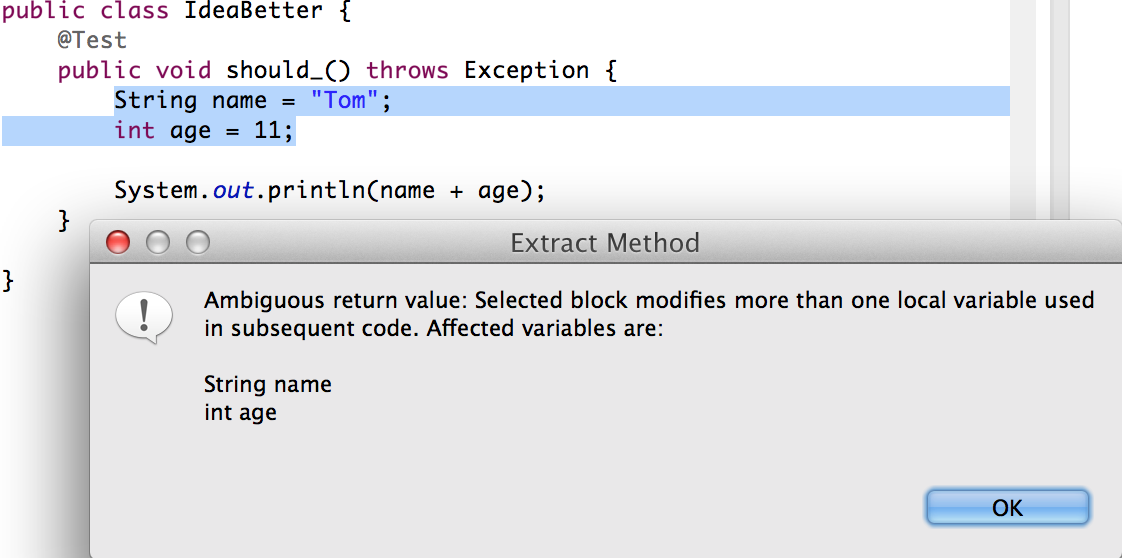 public class IdeaBetter {
@Test
public void should_() throws Exception {
String name = "Tom";
int age = 11;
System.out.println(name + age);
}
}
Extract Method
!
Ambiguous return value: Selected block modifies more than one local variable used
in subsequent code. Affected variables are:
String name
int age
OK